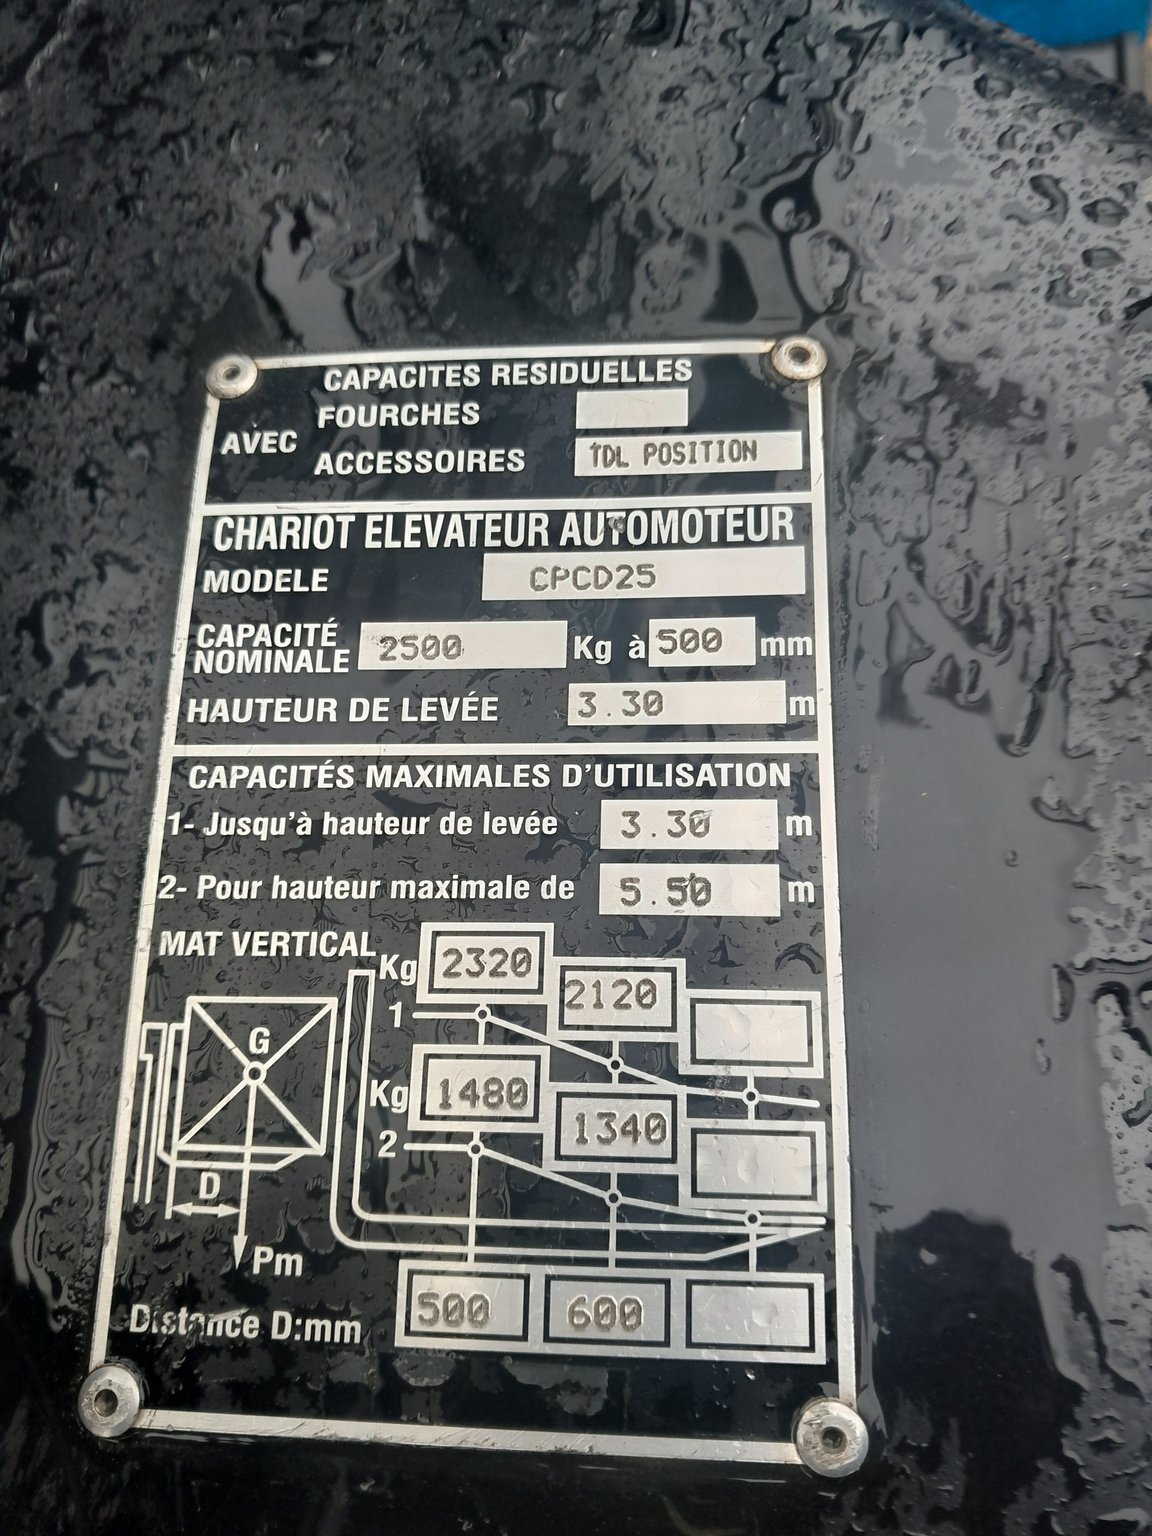 CAPACITES RESIDUELLES
AVEC
FOURCHES
ACCESSOIRES TDL POSITION
CHARIOT ELEVATEUR AUTOMOTEUR
MODELE CPCD25
CAPACITÉ NOMINALE 2500 Kg à 500 mm
HAUTEUR DE LEVÉE 3.30 m
CAPACITÉS MAXIMALES D'UTILISATION
1- Jusqu'à hauteur de levée 3.30 m
2- Pour hauteur maximale de 5.50 m
MAT VERTICAL
Kg 2320 2120
1
G
Kg 1480 1340
2
D
Pm
Distance D:mm 500 600